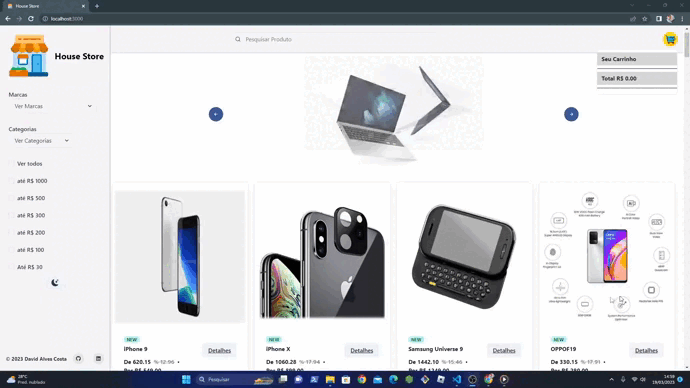 House Store
localhost:3000
House Store
Pesquisar Produto
Seu Carrinho
Total R$ 0.00
Marcas
Ver Marcas
Categorias
Ver Categorias
Ver todos
até R$ 1000
até R$ 500
até R$ 300
até R$ 200
até R$ 100
Até R$ 30
NEW
iPhone 9
De 620.15 % 12.96 •
Por R$ 549.00
Detalhes
NEW
iPhone X
De 1060.28 % 17.94 •
Por R$ 899.00
Detalhes
NEW
Samsung Universe 9
De 1442.10 % 15.46 •
Por R$ 1249.00
Detalhes
NEW
OPPOF19
De 330.15 % 17.91 •
Por R$ 280.00
Detalhes
© 2023 David Alves Costa
28°C
Pred. nublado
Pesquisar
14:59
19/03/2023